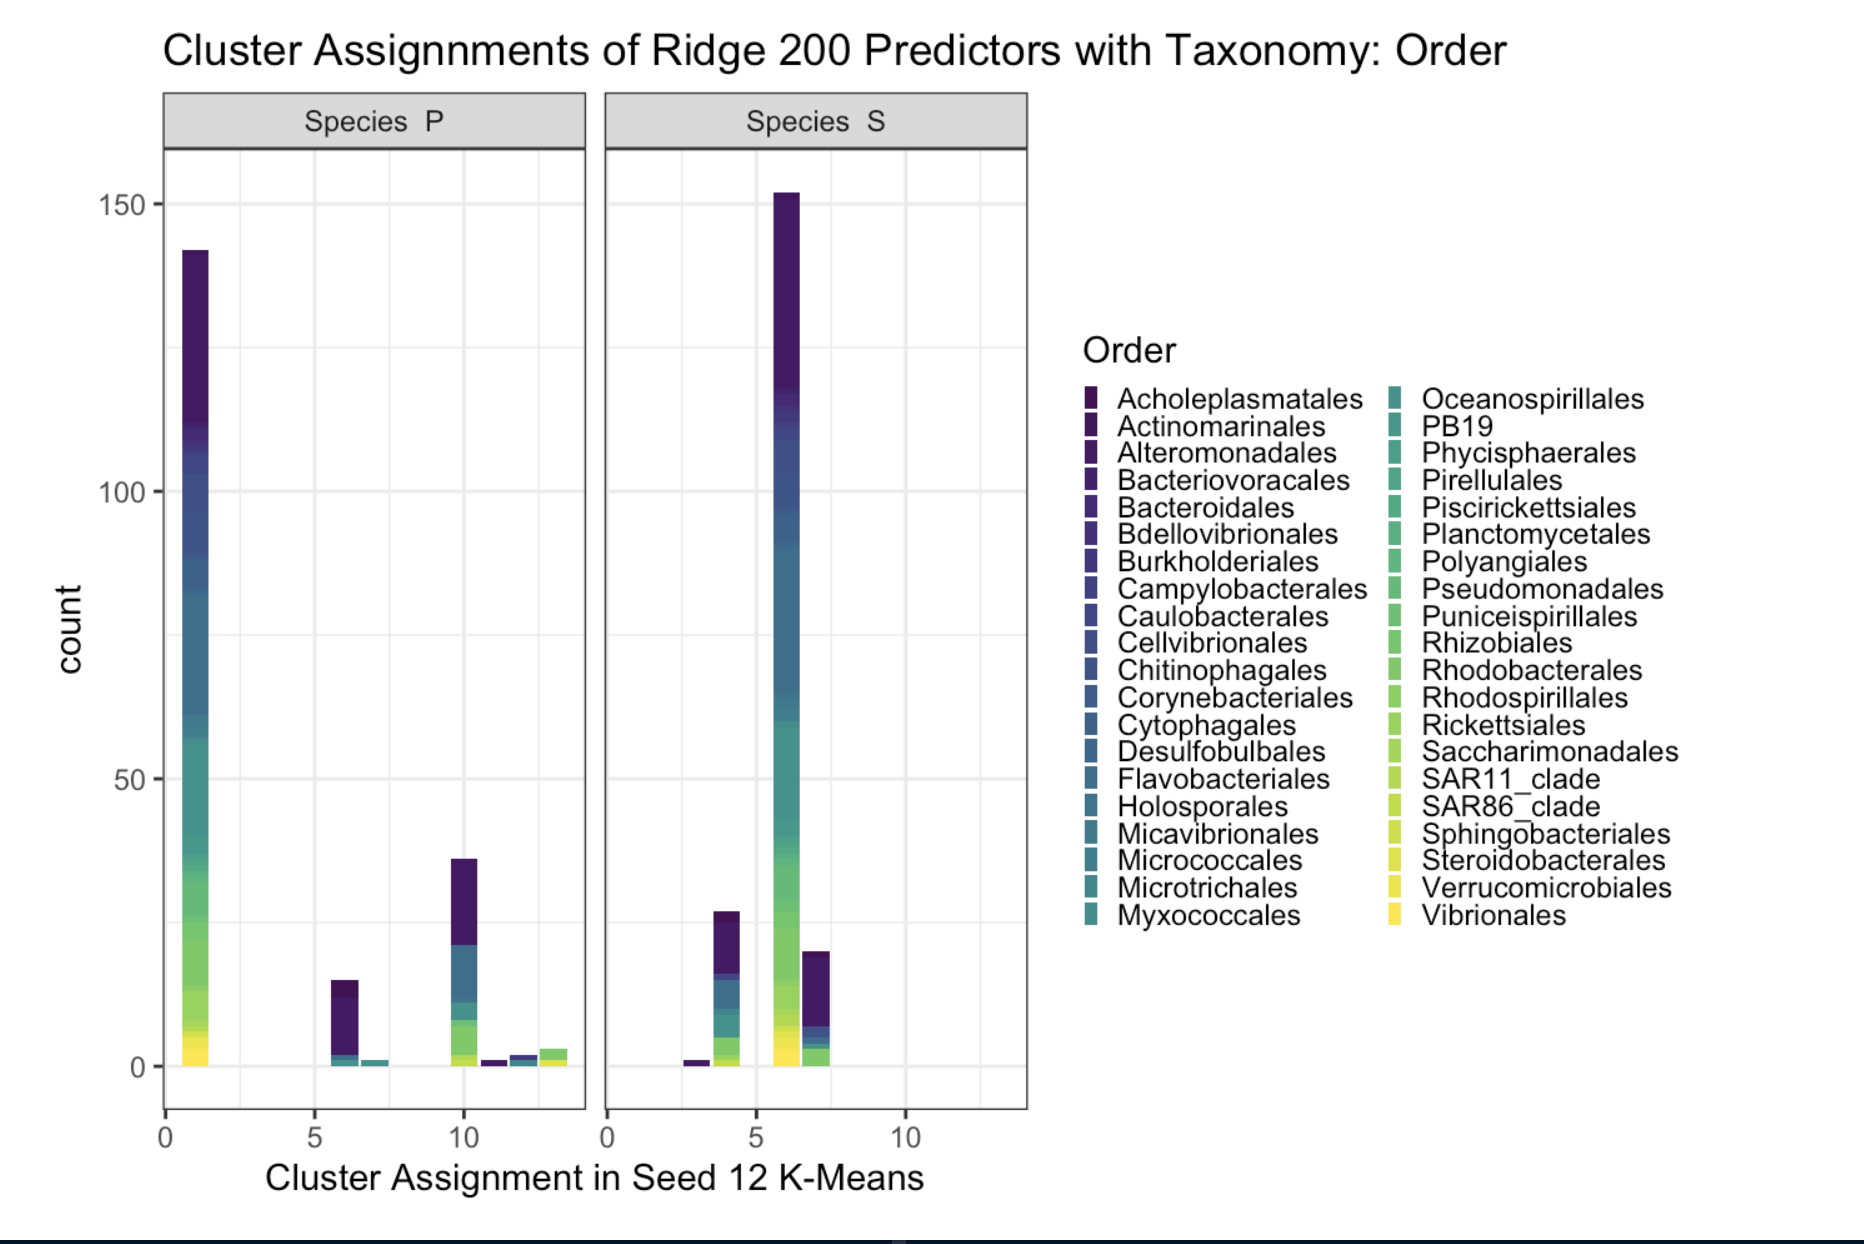 Cluster Assignnments of Ridge 200 Predictors with Taxonomy: Order
Species P
Species S
150
100
50
0
count
0
5
10
0
5
10
Cluster Assignment in Seed 12 K-Means
Order
Acholeplasmatales
Actinomarinales
Alteromonadales
Bacteriovoracales
Bacteroidales
Bdellovibrionales
Burkholderiales
Campylobacterales
Caulobacterales
Cellvibrionales
Chitinophagales
Corynebacteriales
Cytophagales
Desulfobulbales
Flavobacteriales
Holosporales
Micavibrionales
Micrococcales
Microtrichales
Myxococcales
Oceanospirillales
PB19
Phycisphaerales
Pirellulales
Piscirickettsiales
Planctomycetales
Polyangiales
Pseudomonadales
Puniceispirillales
Rhizobiales
Rhodobacterales
Rhodospirillales
Rickettsiales
Saccharimonadales
SAR11_clade
SAR86_clade
Sphingobacteriales
Steroidobacterales
Verrucomicrobiales
Vibrionales